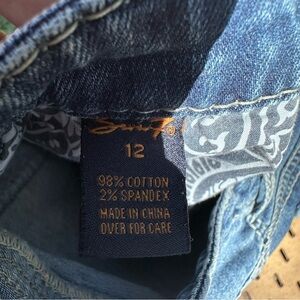 12
98% COTTON
2% SPANDEX
MADE IN CHINA
OVER FOR CARE